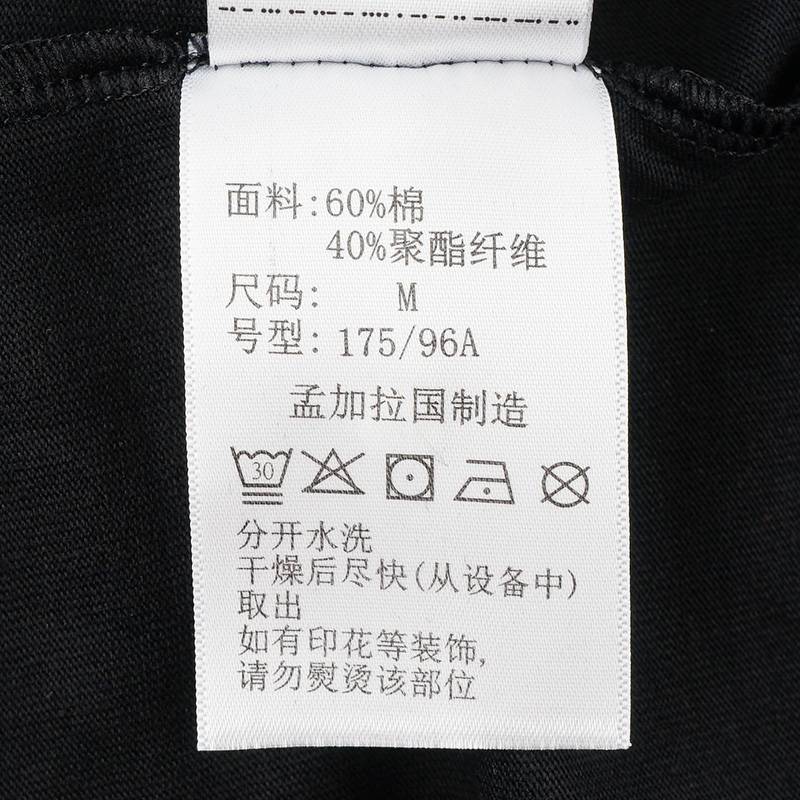 面料:60%棉
40%聚酯纤维
尺码: M
号型: 175/96A
孟加拉国制造
30
分开水洗
干燥后尽快(从设备中)
取出
如有印花等装饰,
请勿熨烫该部位